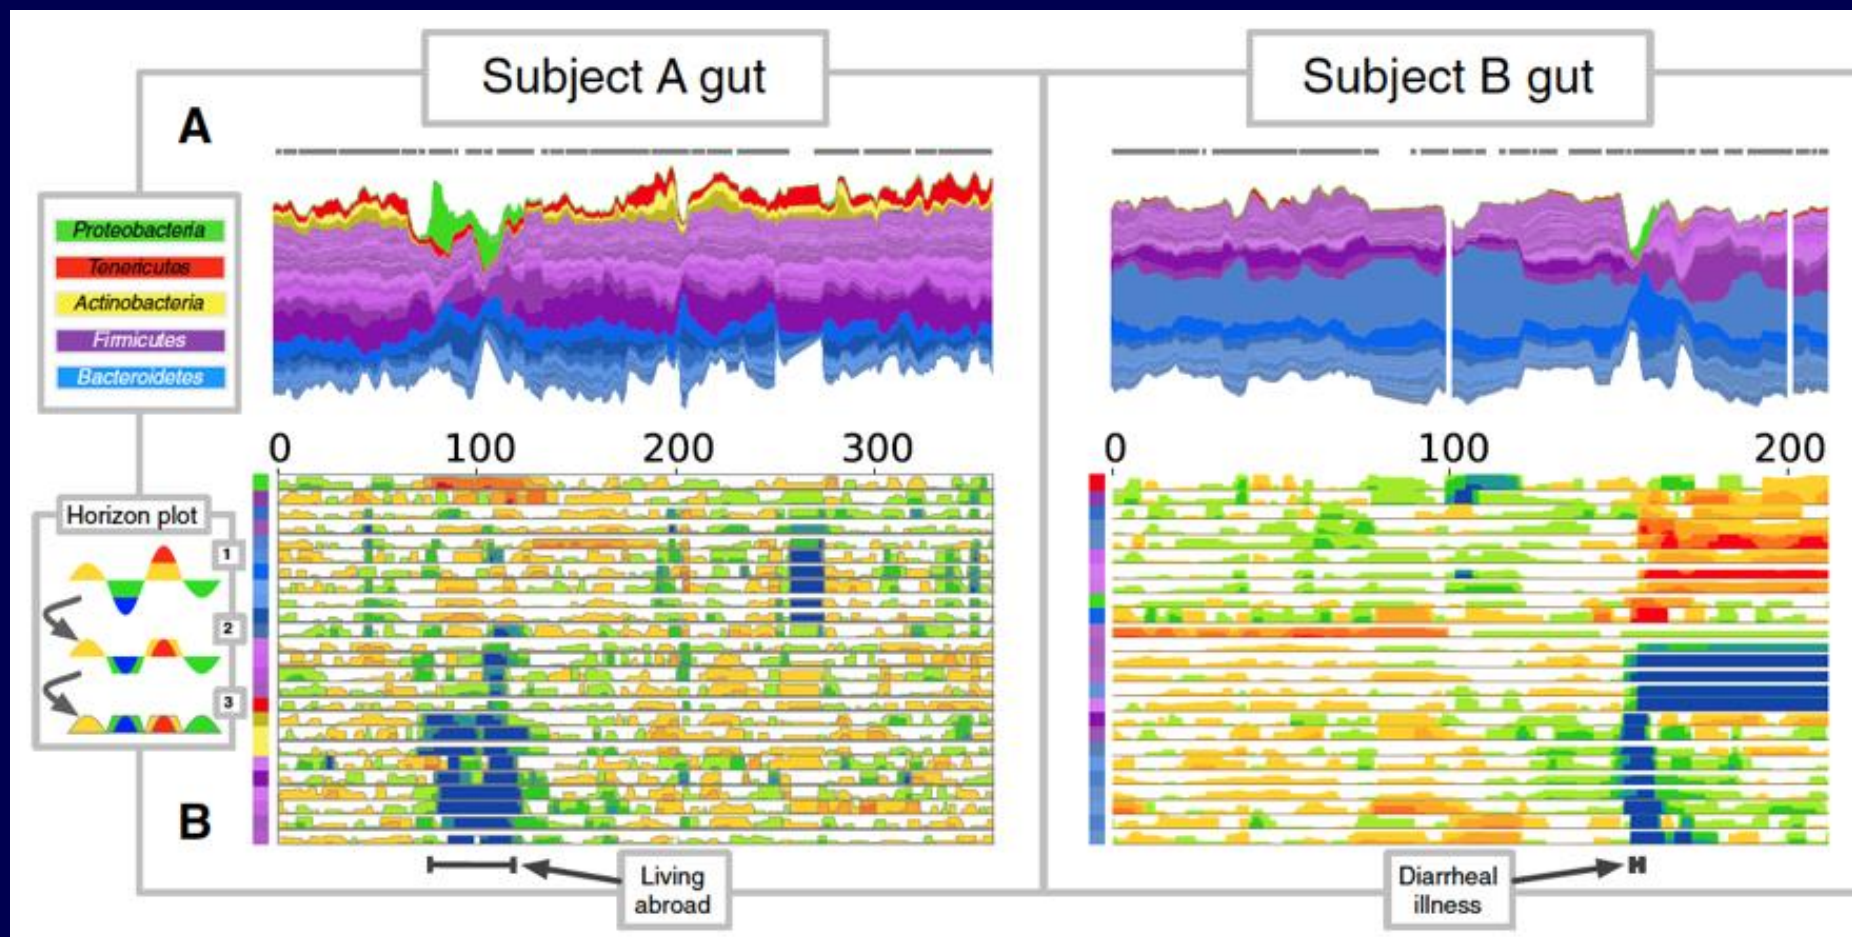 Subject A gut
Subject B gut
A
Proteobacteria
Tenericutes
Actinobacteria
Firmicutes
Bacteroidetes
0 100 200 300
0 100 200
Horizon plot
1
2
3
B
Living
abroad
Diarrheal
illness